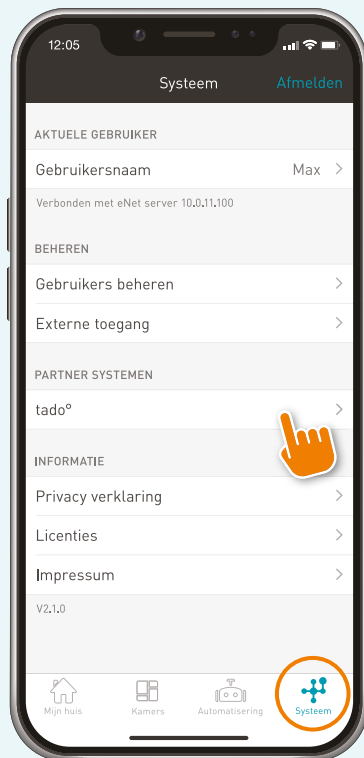 12:05
Systeem Afmelden
AKTUELE GEBRUIKER
Gebruikersnaam Max
Verbonden met eNet server 10.0.11.100
BEHEREN
Gebruikers beheren
Externe toegang
PARTNER SYSTEMEN
tado°
INFORMATIE
Privacy verklaring
Licenties
Impressum
V2.1.0
Mijn huis Kamers Automatisering Systeem